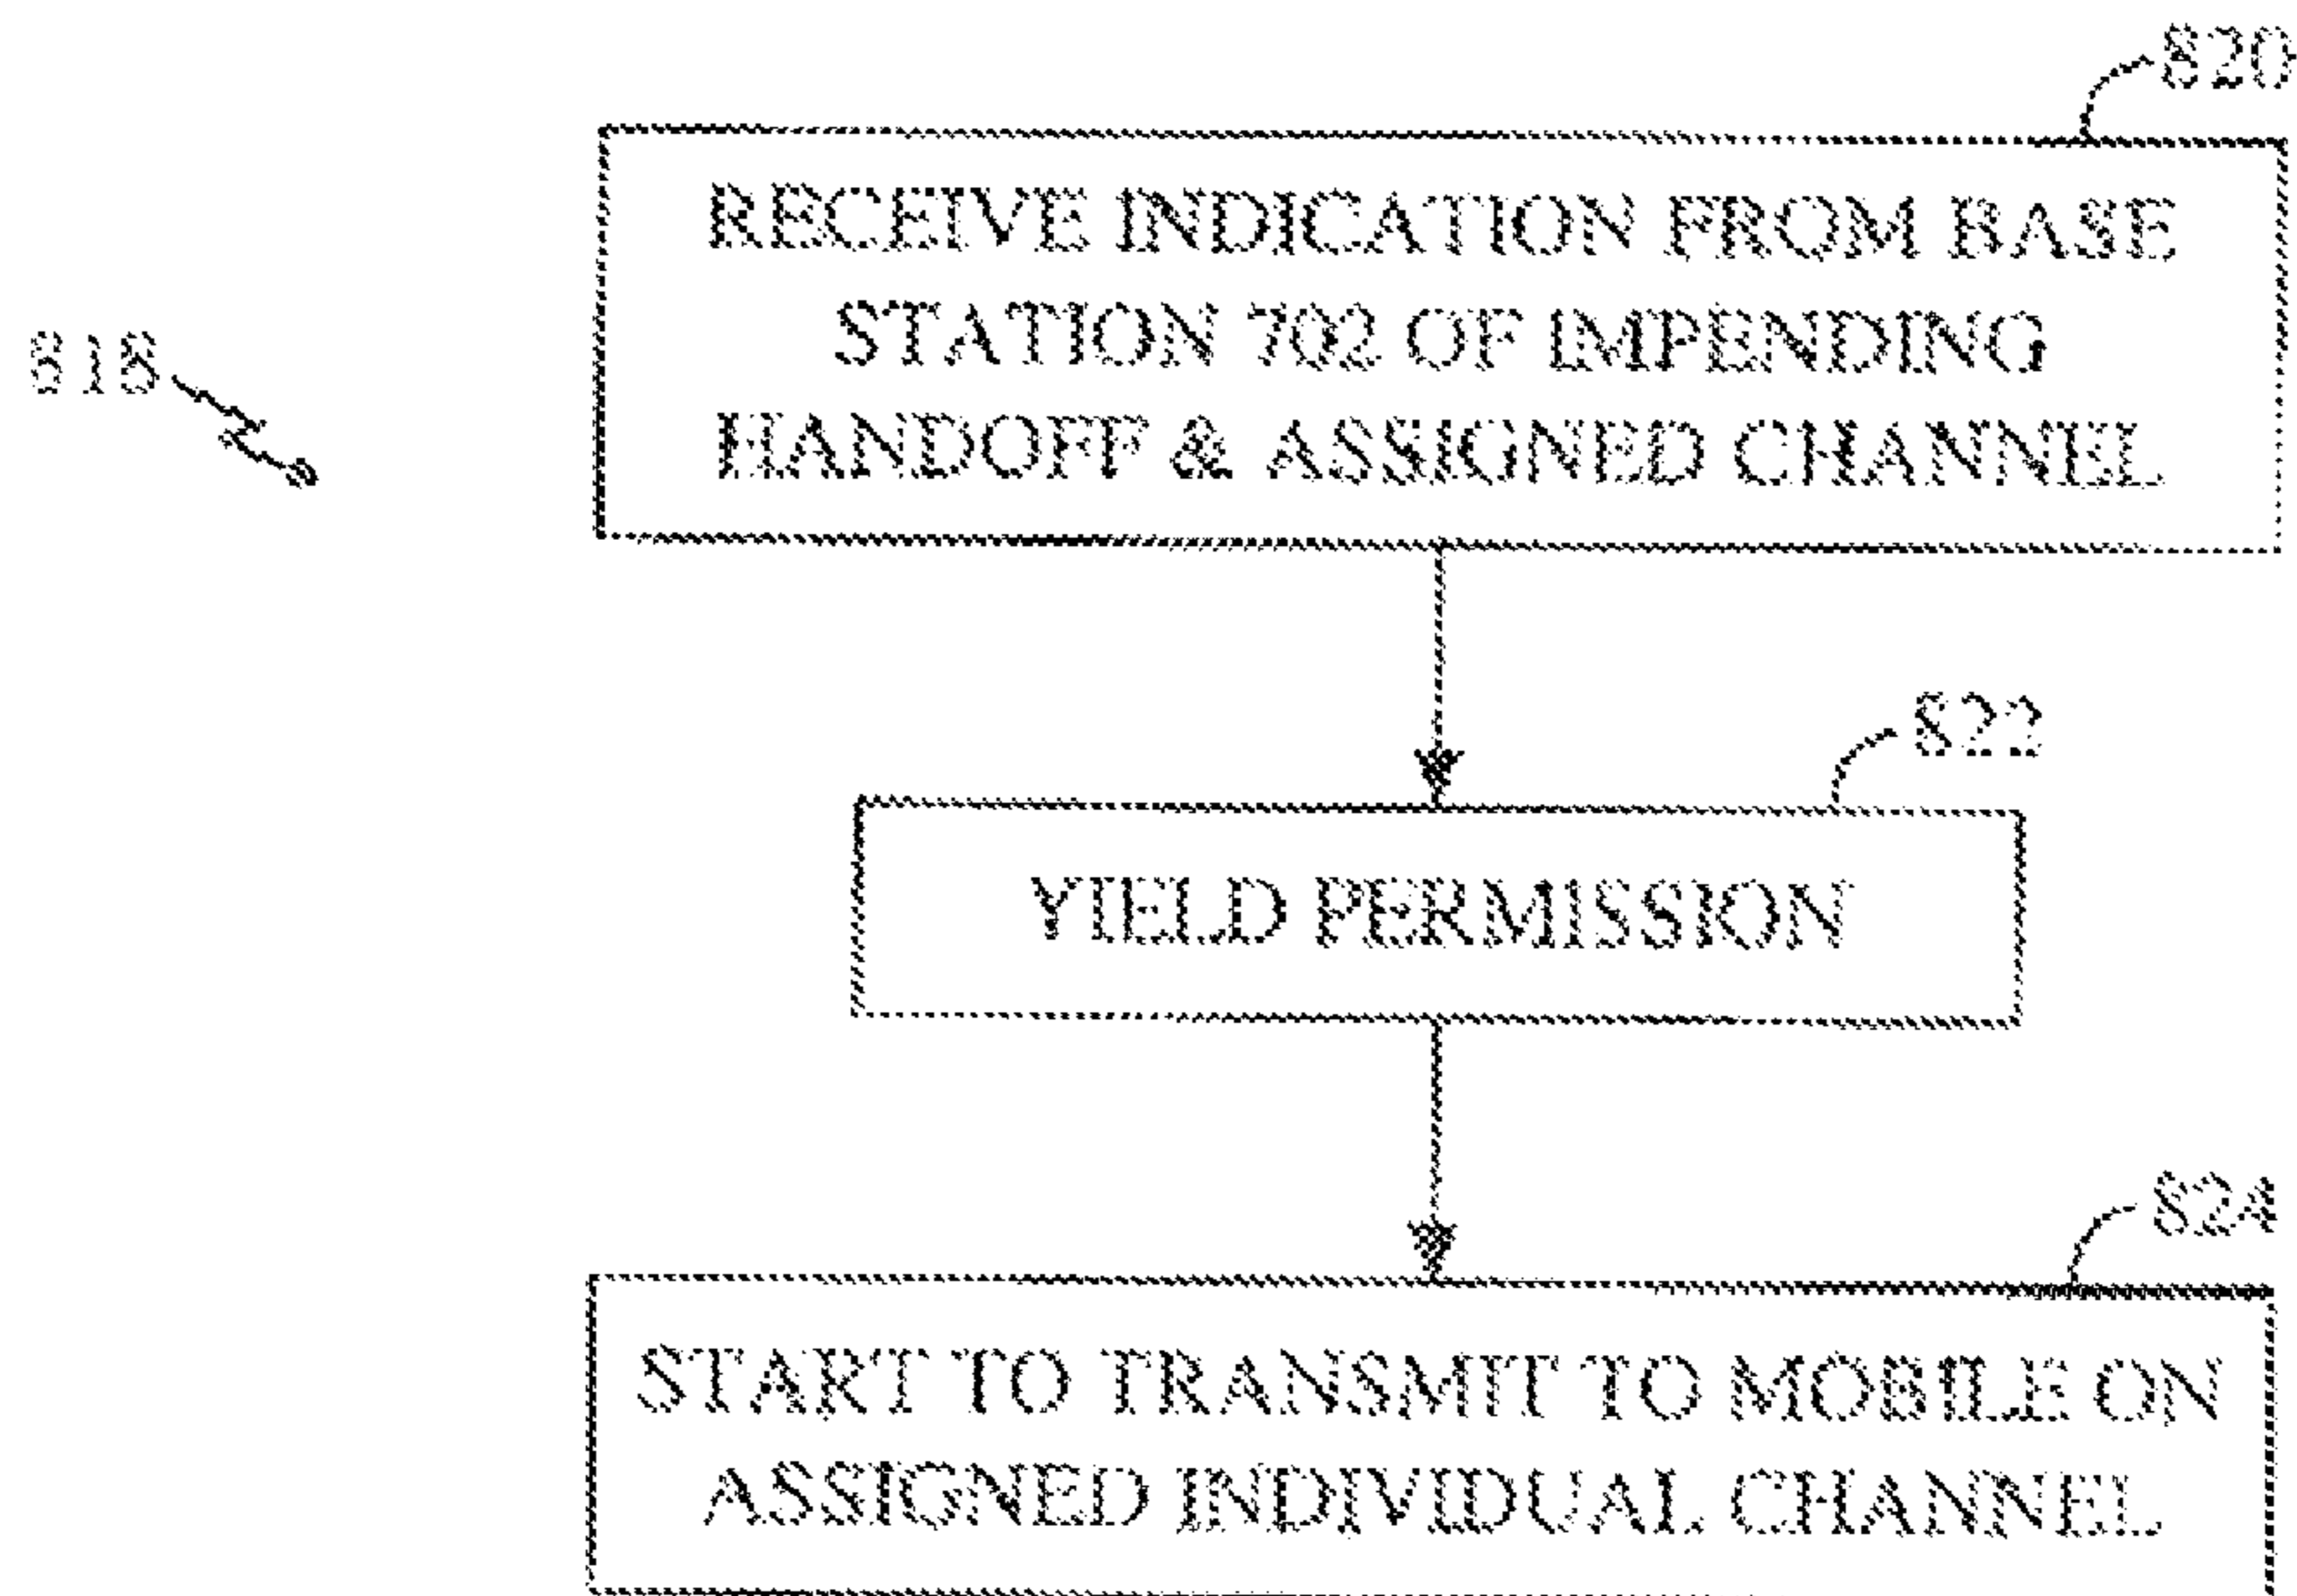 820
RECEIVE INDICATION FROM BASE
STATION 702 OF IMPENDING
HANDOFF & ASSIGNED CHANNEL
818
822
YIELD PERMISSION
824
START TO TRANSMIT TO MOBILE ON
ASSIGNED INDIVIDUAL CHANNEL